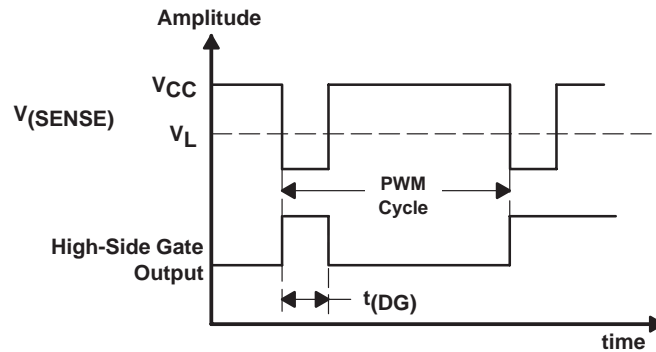 Amplitude
VCC
V(SENSE)
VL
PWM
Cycle
High-Side Gate
Output
t(DG)
time